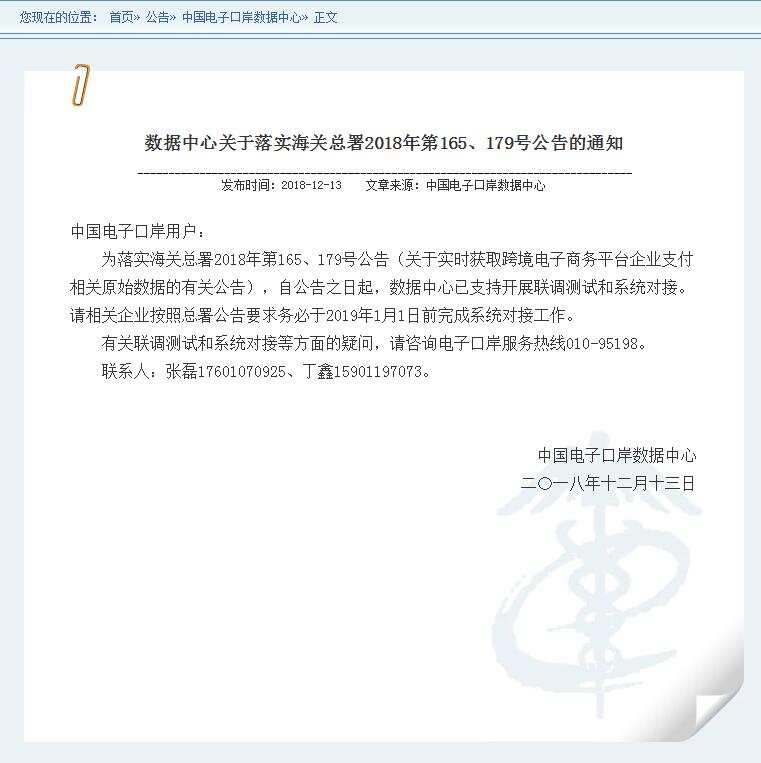 您现在的位置： 首页» 公告» 中国电子口岸数据中心» 正文
数据中心关于落实海关总署2018年第165、179号公告的通知
发布时间：2018-12-13 文章来源：中国电子口岸数据中心
中国电子口岸用户：
为落实海关总署2018年第165、179号公告（关于实时获取跨境电子商务平台企业支付
相关原始数据的有关公告），自公告之日起，数据中心已支持开展联调测试和系统对接。
请相关企业按照总署公告要求务必于2019年1月1日前完成系统对接工作。
有关联调测试和系统对接等方面的疑问，请咨询电子口岸服务热线010-95198。
联系人：张磊17601070925、丁鑫15901197073。
中国电子口岸数据中心
二〇一八年十二月十三日